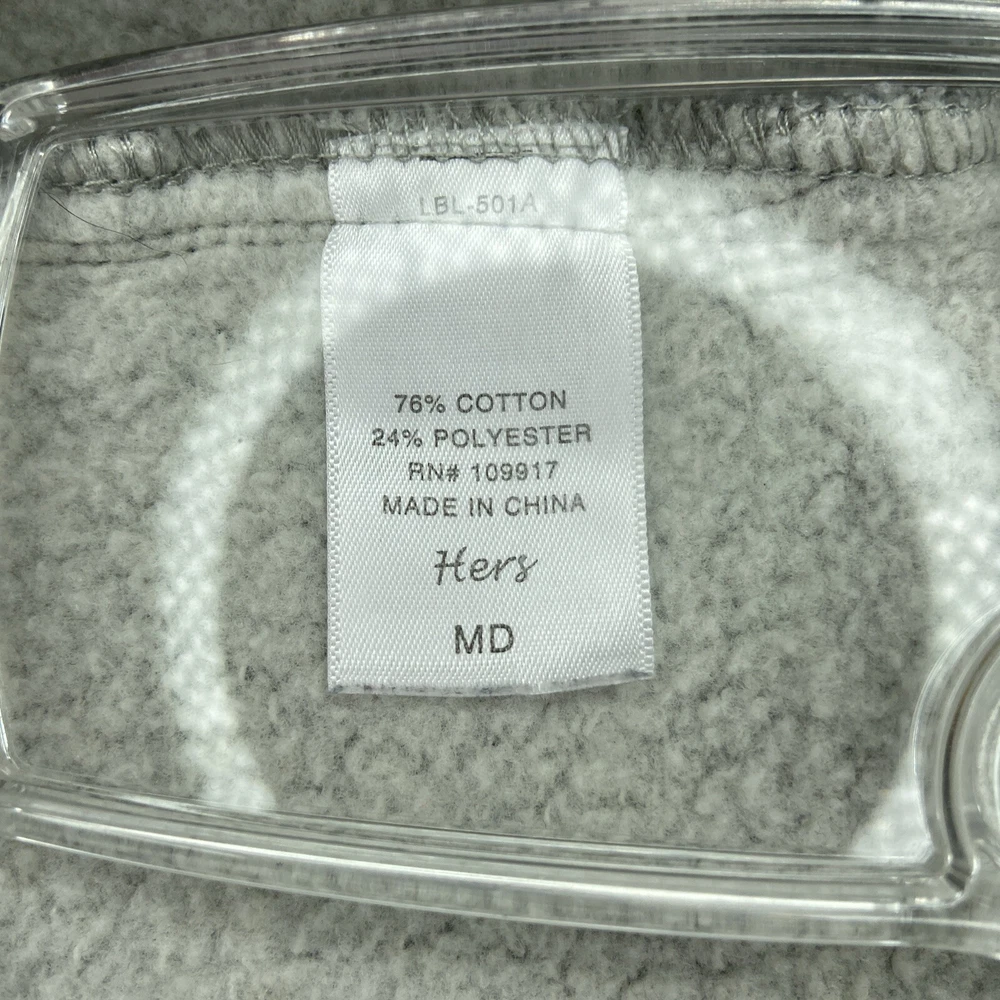 LBL-501A
76% COTTON
24% POLYESTER
RN# 109917
MADE IN CHINA
Hers
MD